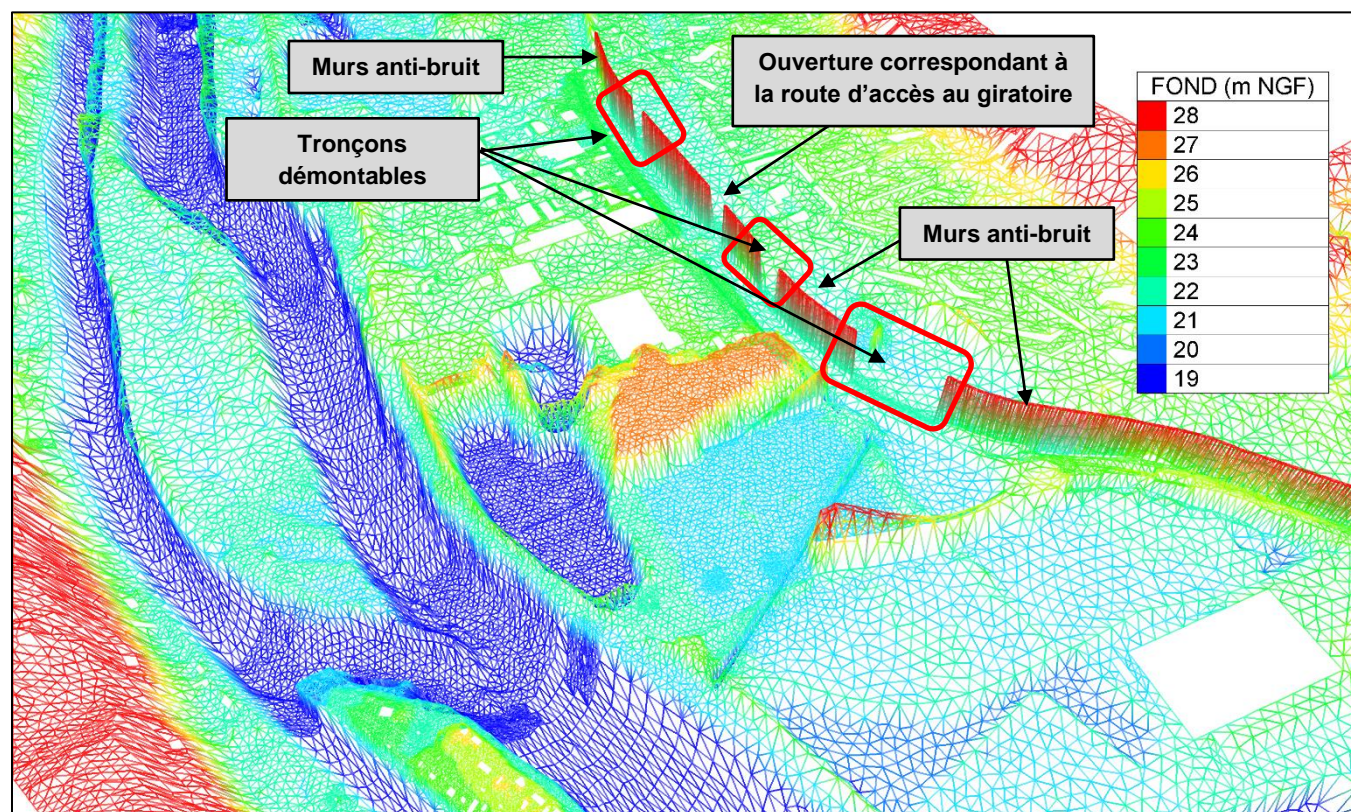 Murs anti-bruit
Ouverture correspondant à
la route d'accès au giratoire
Tronçons
démontables
Murs anti-bruit
FOND (m NGF)
28
27
26
25
24
23
22
21
20
19